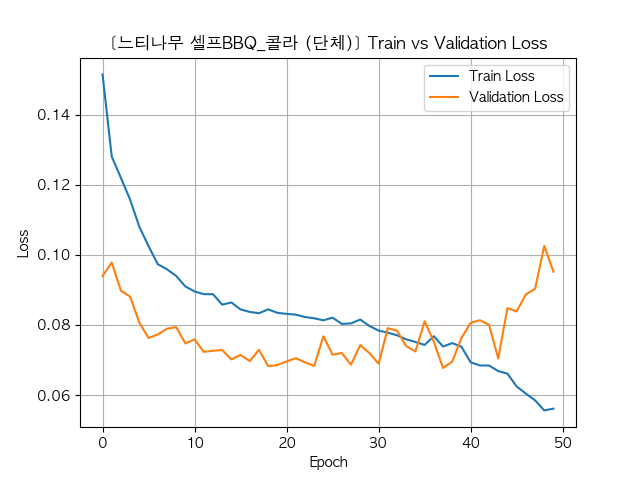 [느티나무 셀프BBQ_콜라 (단체)] Train vs Validation Loss
Train Loss
Validation Loss
0.14
0.12
0.10
0.08
0.06
Loss
0 10 20 30 40 50
Epoch